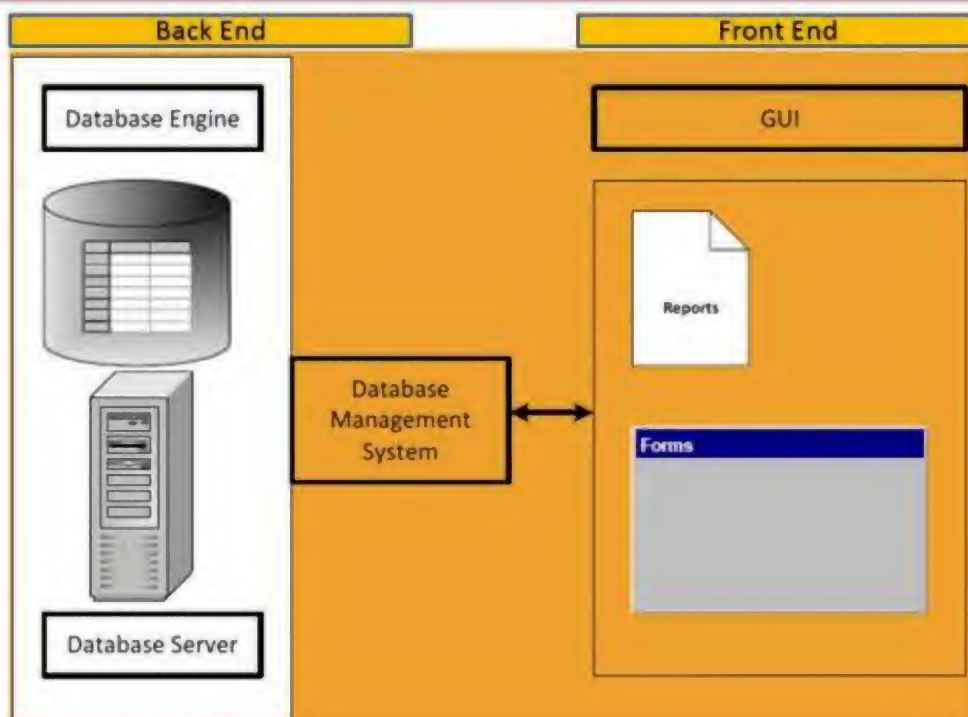 Back End
Front End
Database Engine
GUI
Reports
Database
Management
System
Forms
Database Server